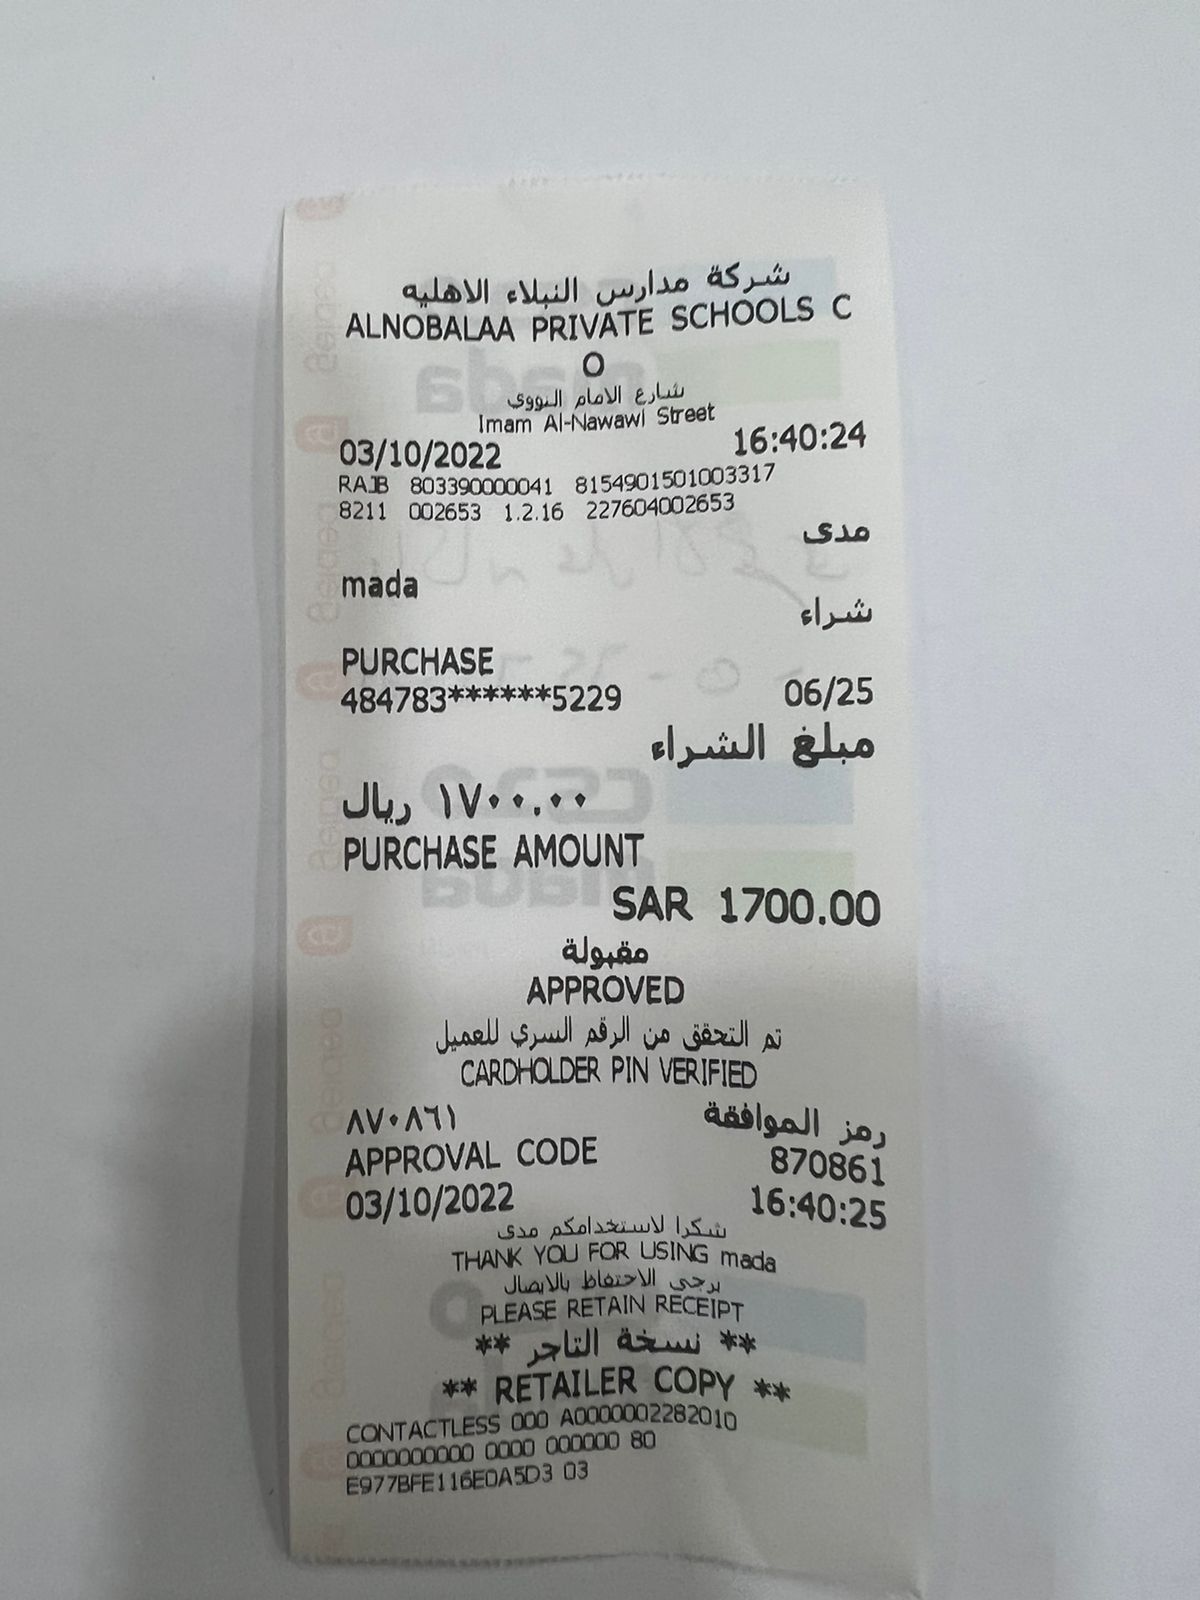 شركة مدارس النبلاء الاهليه
ALNOBALAA PRIVATE SCHOOLS C
O
شارع الامام النووي
Imam Al-Nawawi Street
03/10/2022 16:40:24
RAJB 803390000041 8154901501003317
8211 002653 1.2.16 227604002653
مدى
mada
شراء
PURCHASE
484783******5229 06/25
مبلغ الشراء
١٧٠٠.٠٠ ريال
PURCHASE AMOUNT
SAR 1700.00
مقبولة
APPROVED
تم التحقق من الرقم السري للعميل
CARDHOLDER PIN VERIFIED
رمز الموافقة ٨٧٠٨٦١
APPROVAL CODE 870861
03/10/2022 16:40:25
شكرا لاستخدامكم مدى
THANK YOU FOR USING mada
يرجى الاحتفاظ بالايصال
PLEASE RETAIN RECEIPT
** نسخة التاجر **
** RETAILER COPY **
CONTACTLESS 000 A0000002282010
0000000000 0000 000000 80
E977BFE116E0A5D3 03